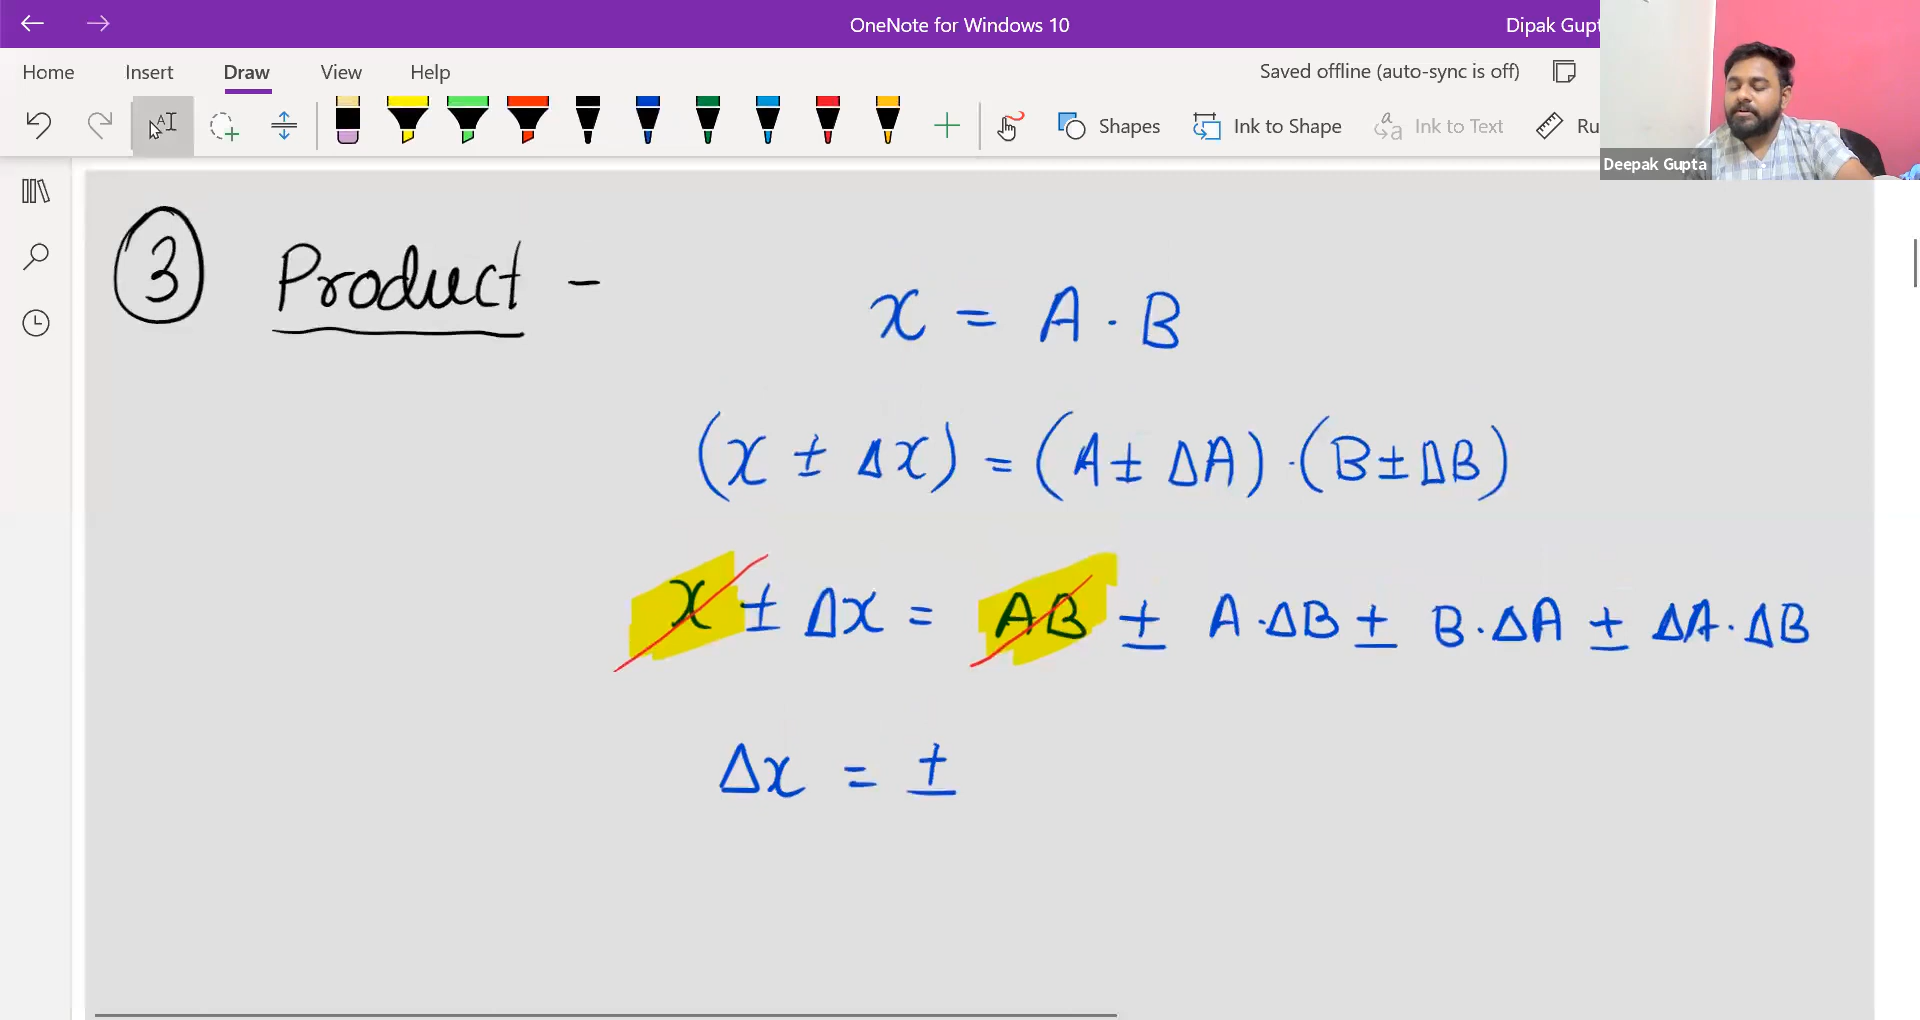 OneNote for Windows 10
Dipak Gupt
Home Insert Draw View Help
Saved offline (auto-sync is off)
Shapes Ink to Shape Ink to Text Ru
Deepak Gupta
3 Product -
x = A · B
(x ± Δx) = (A ± ΔA) · (B ± ΔB)
x ± Δx = AB ± A·ΔB ± B·ΔA ± ΔA·ΔB
Δx = ±